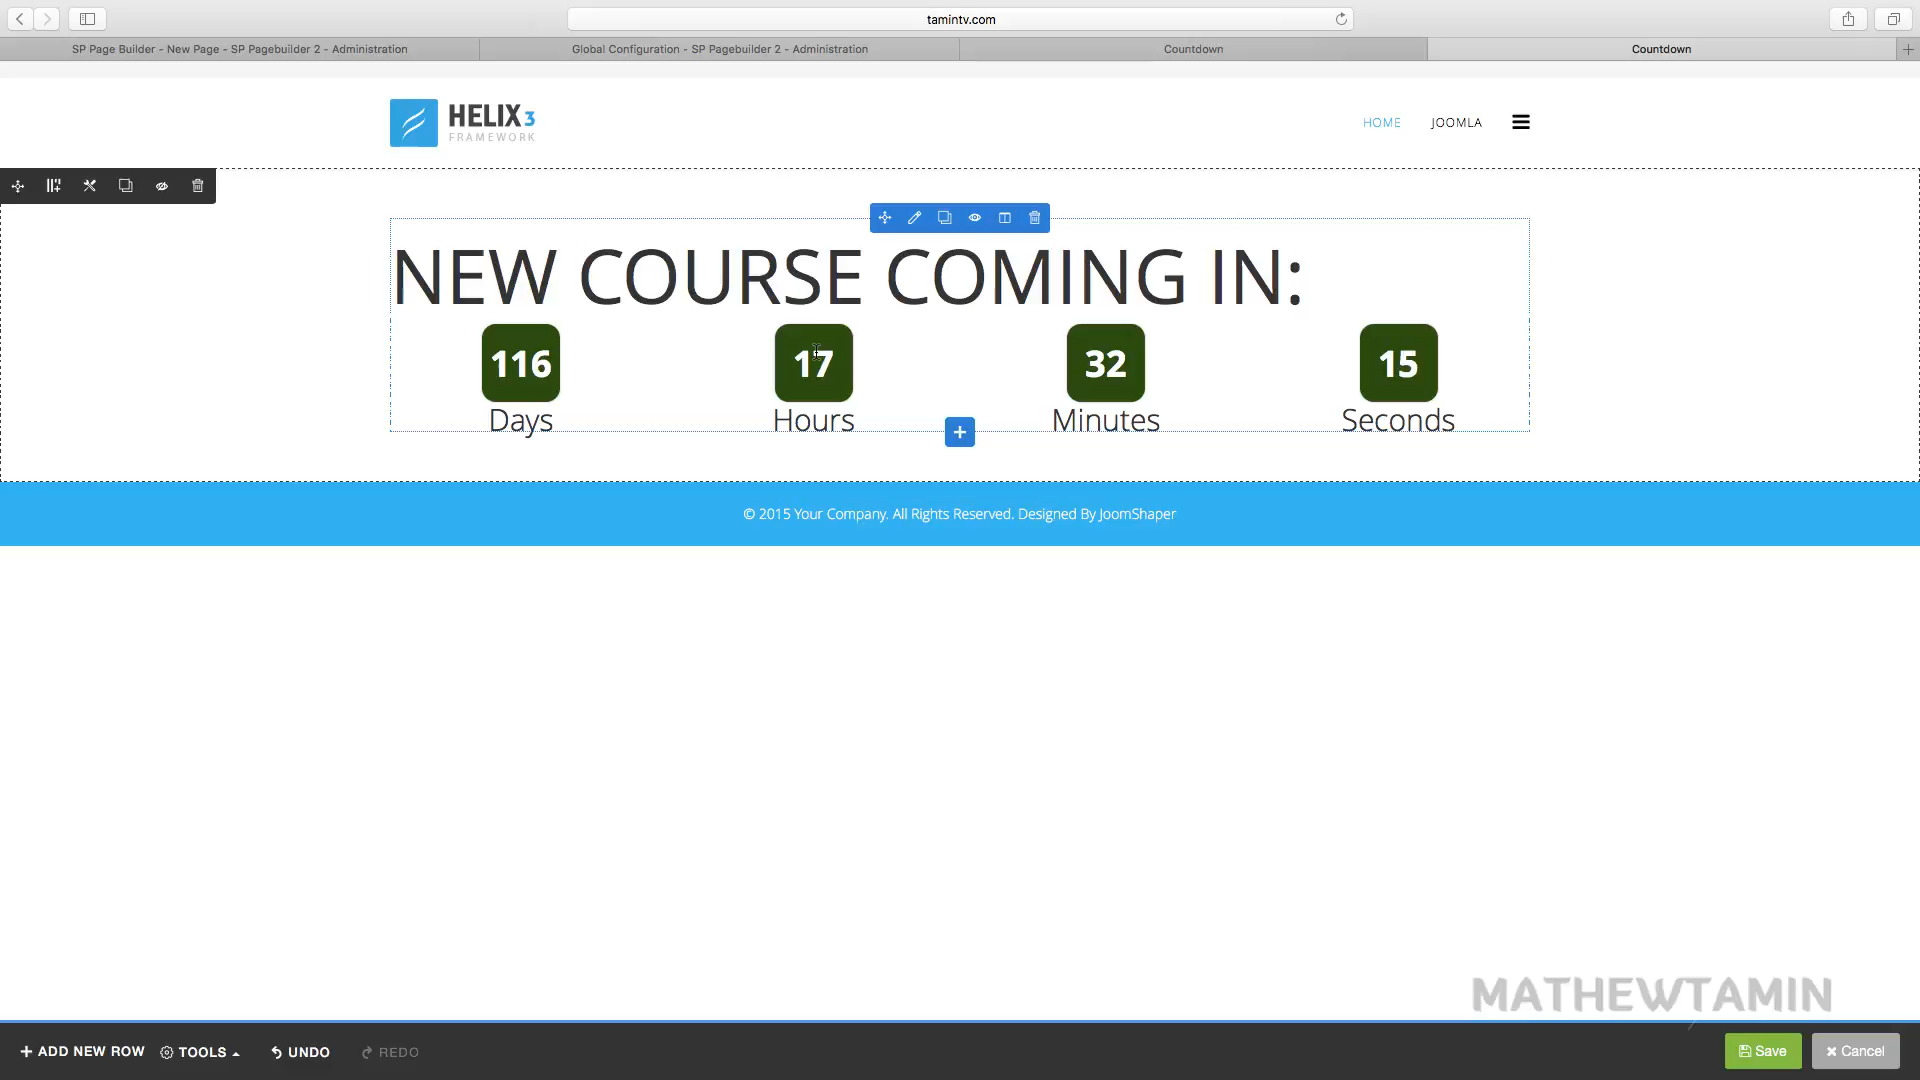 tamintv.com
SP Page Builder - New Page - SP Pagebuilder 2 - Administration
Global Configuration - SP Pagebuilder 2 - Administration
Countdown
Countdown
HELIX3
FRAMEWORK
HOME
JOOMLA
NEW COURSE COMING IN:
116
17
32
15
Days
Hours
Minutes
Seconds
© 2015 Your Company. All Rights Reserved. Designed By JoomShaper
MATHEWTAMIN
ADD NEW ROW
TOOLS
UNDO
REDO
Save
Cancel